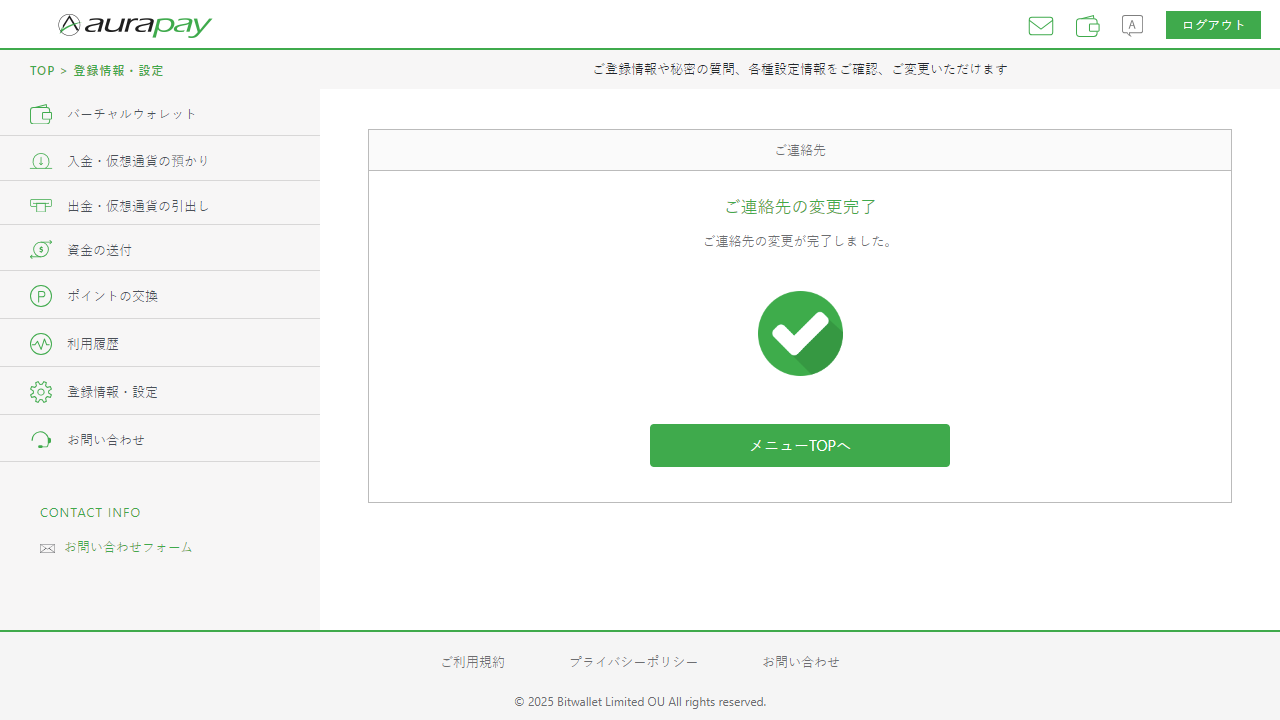 aurapay
A
ログアウト
TOP > 登録情報・設定
ご登録情報や秘密の質問、各種設定情報をご確認、ご変更いただけます
バーチャルウォレット
入金・仮想通貨の預かり
出金・仮想通貨の引出し
資金の送付
ポイントの交換
利用履歴
登録情報・設定
お問い合わせ
CONTACT INFO
お問い合わせフォーム
ご連絡先
ご連絡先の変更完了
ご連絡先の変更が完了しました。
メニューTOPへ
ご利用規約
プライバシーポリシー
お問い合わせ
© 2025 Bitwallet Limited OU All rights reserved.